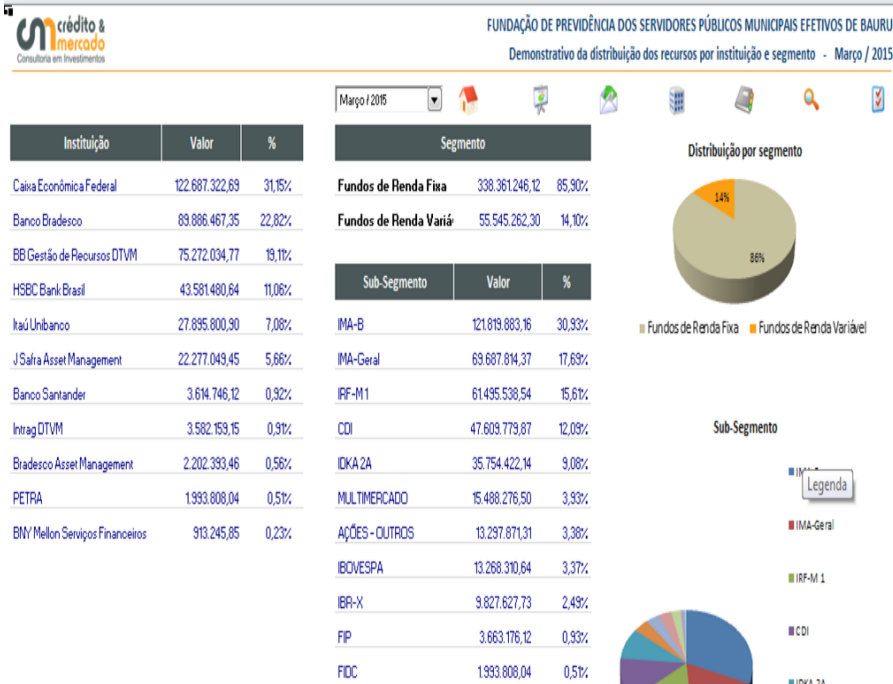 crédito &
mercado
Consultoria em Investimentos
FUNDAÇÃO DE PREVIDÊNCIA DOS SERVIDORES PÚBLICOS MUNICIPAIS EFETIVOS DE BAURU
Demonstrativo da distribuição dos recursos por instituição e segmento - Março / 2015
Março / 2015
Instituição Valor %
Caixa Econômica Federal 122.687.322,69 31,15%
Banco Bradesco 89.886.467,35 22,82%
BB Gestão de Recursos DTVM 75.272.034,77 19,11%
HSBC Bank Brasil 43.581.480,64 11,06%
Itaú Unibanco 27.895.800,90 7,08%
J Safra Asset Management 22.277.049,45 5,66%
Banco Santander 3.614.746,12 0,92%
Intrag DTVM 3.582.159,15 0,91%
Bradesco Asset Management 2.202.393,46 0,56%
PETRA 1.993.808,04 0,51%
BNY Mellon Serviços Financeiros 913.245,85 0,23%
Segmento
Fundos de Renda Fixa 338.361.246,12 85,90%
Fundos de Renda Variá 55.545.262,30 14,10%
Sub-Segmento Valor %
IMA-B 121.819.883,16 30,93%
IMA-Geral 69.687.814,37 17,69%
IRF-M 1 61.495.538,54 15,61%
CDI 47.609.779,87 12,09%
IDKA 2A 35.754.422,14 9,08%
MULTIMERCADO 15.488.276,50 3,93%
AÇÕES - OUTROS 13.297.871,31 3,38%
IBOVESPA 13.268.310,64 3,37%
IBR-X 9.827.627,73 2,49%
FIP 3.663.176,12 0,93%
FIDC 1.993.808,04 0,51%
Distribuição por segmento
14%
86%
Fundos de Renda Fixa Fundos de Renda Variável
Sub-Segmento
Legenda
IMA-Geral
IRF-M 1
CDI
IDKA 2A